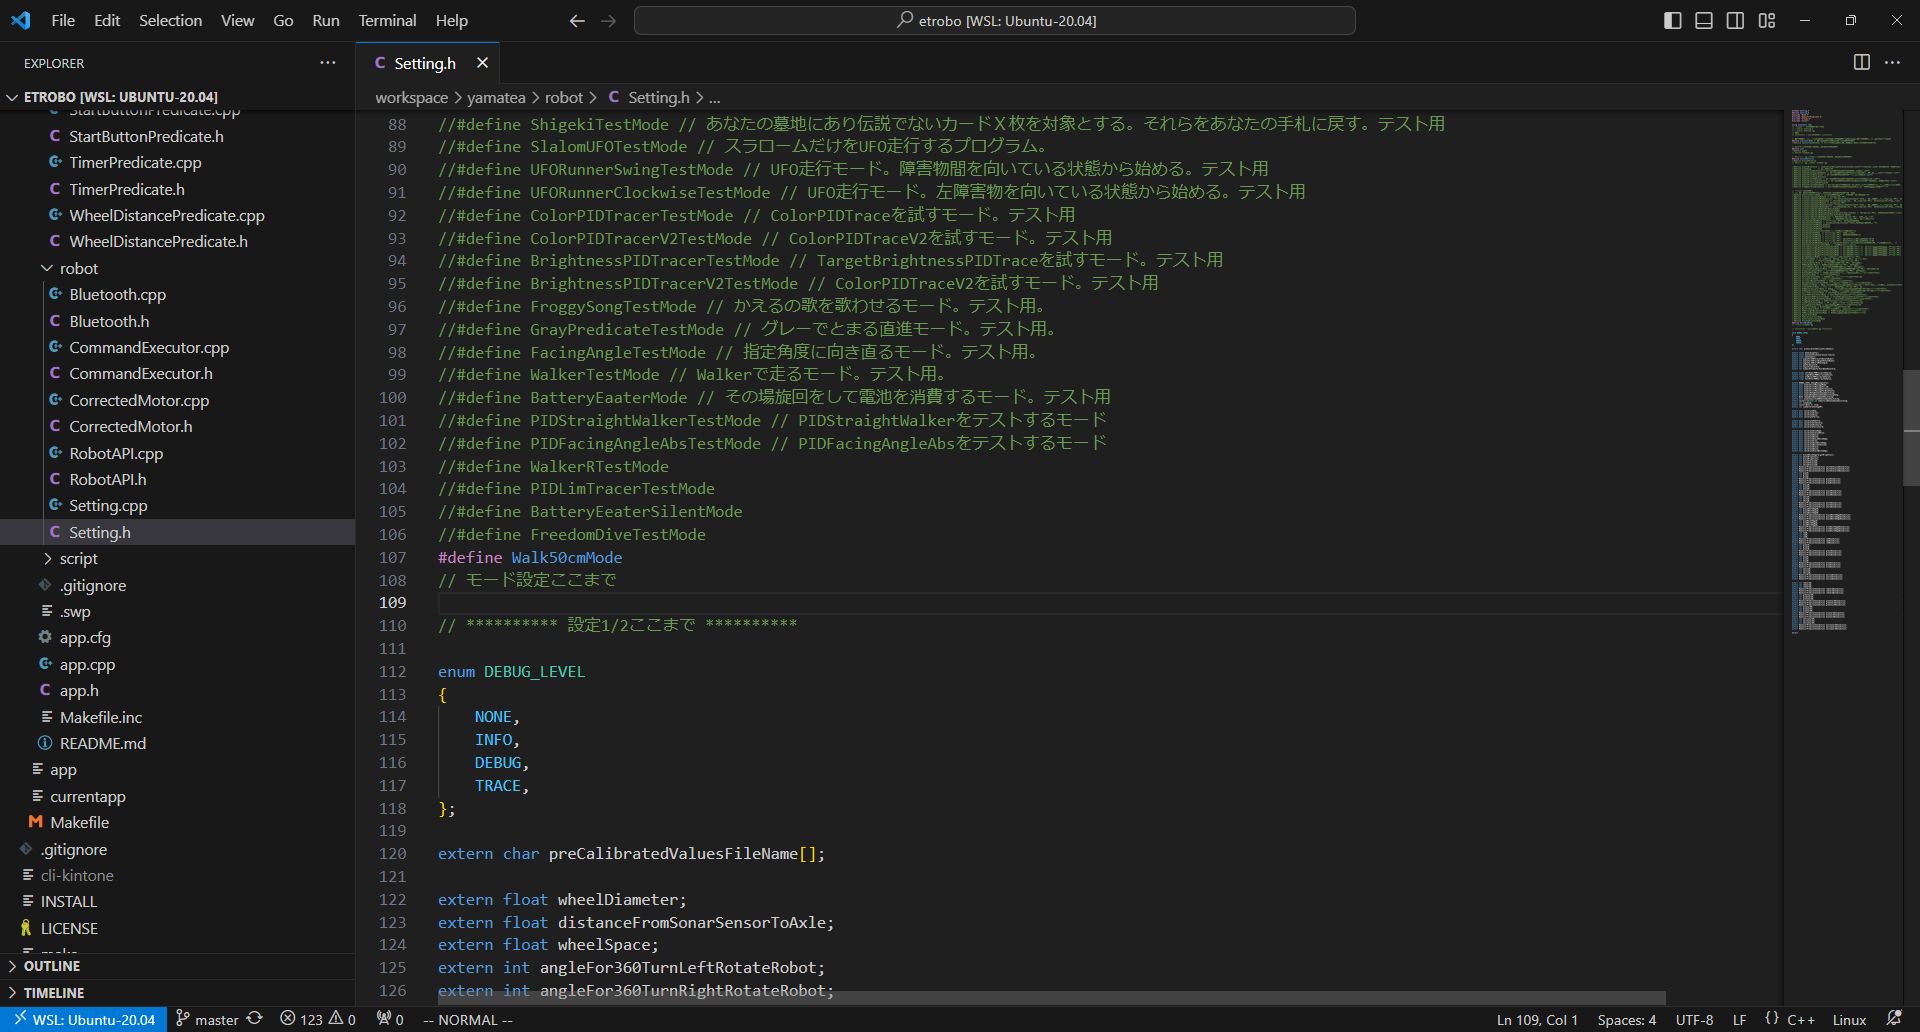 File Edit Selection View Go Run Terminal Help
etrobo [WSL: Ubuntu-20.04]
EXPLORER
Setting.h
ETROBO [WSL: UBUNTU-20.04]
workspace > yamatea > robot > C Setting.h > ...
StartButtonPredicate.cpp
StartButtonPredicate.h
TimerPredicate.cpp
TimerPredicate.h
WheelDistancePredicate.cpp
WheelDistancePredicate.h
robot
Bluetooth.cpp
Bluetooth.h
CommandExecutor.cpp
CommandExecutor.h
CorrectedMotor.cpp
CorrectedMotor.h
RobotAPI.cpp
RobotAPI.h
Setting.cpp
Setting.h
script
.gitignore
.swp
app.cfg
app.cpp
app.h
Makefile.inc
README.md
app
currentapp
Makefile
.gitignore
cli-kintone
INSTALL
LICENSE
make
OUTLINE
TIMELINE
88 //#define ShigekiTestMode // あなたの墓地にあり伝説でないカードX枚を対象とする。それらをあなたの手札に戻す。テスト用
89 //#define SlalomUFOTestMode // スラロームだけをUFO走行するプログラム。
90 //#define UFORunnerSwingTestMode // UFO走行モード。障害物間を向いている状態から始める。テスト用
91 //#define UFORunnerClockwiseTestMode // UFO走行モード。左障害物を向いている状態から始める。テスト用
92 //#define ColorPIDTracerTestMode // ColorPIDTraceを試すモード。テスト用
93 //#define ColorPIDTracerV2TestMode // ColorPIDTraceV2を試すモード。テスト用
94 //#define BrightnessPIDTracerTestMode // TargetBrightnessPIDTraceを試すモード。テスト用
95 //#define BrightnessPIDTracerV2TestMode // ColorPIDTraceV2を試すモード。テスト用
96 //#define FroggySongTestMode // かえるの歌を歌わせるモード。テスト用。
97 //#define GrayPredicateTestMode // グレーでとまる直進モード。テスト用。
98 //#define FacingAngleTestMode // 指定角度に向き直るモード。テスト用。
99 //#define WalkerTestMode // Walkerで走るモード。テスト用。
100 //#define BatteryEaaterMode // その場旋回をして電池を消費するモード。テスト用
101 //#define PIDStraightWalkerTestMode // PIDStraightWalkerをテストするモード
102 //#define PIDFacingAngleAbsTestMode // PIDFacingAngleAbsをテストするモード
103 //#define WalkerRTestMode
104 //#define PIDLimTracerTestMode
105 //#define BatteryEeaterSilentMode
106 //#define FreedomDiveTestMode
107 #define Walk50cmMode
108 // モード設定ここまで
109
110 // ********** 設定1/2ここまで **********
111
112 enum DEBUG_LEVEL
113 {
114 NONE,
115 INFO,
116 DEBUG,
117 TRACE,
118 };
119
120 extern char preCalibratedValuesFileName[];
121
122 extern float wheelDiameter;
123 extern float distanceFromSonarSensorToAxle;
124 extern float wheelSpace;
125 extern int angleFor360TurnLeftRotateRobot;
126 extern int angleFor360TurnRightRotateRobot;
WSL: Ubuntu-20.04 master 123 0 0 -- NORMAL -- Ln 109, Col 1 Spaces: 4 UTF-8 LF {} C++ Linux